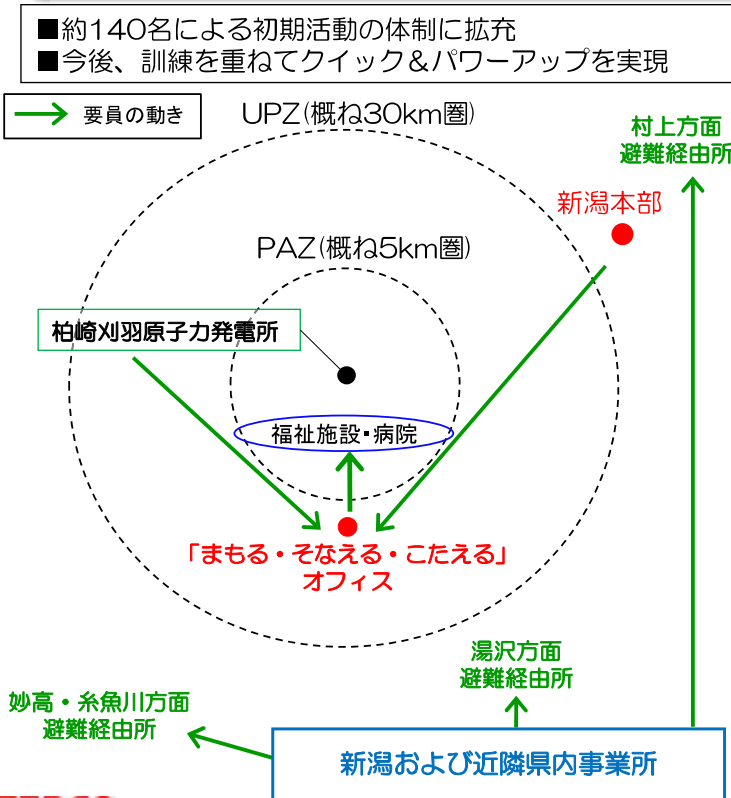 ■約140名による初期活動の体制に拡充
■今後、訓練を重ねてクイック&パワーアップを実現
要員の動き
UPZ(概ね30km圏)
村上方面
避難経由所
新潟本部
PAZ(概ね5km圏)
柏崎刈羽原子力発電所
福祉施設・病院
「まもる・そなえる・こたえる」
オフィス
湯沢方面
避難経由所
妙高・糸魚川方面
避難経由所
新潟および近隣県内事業所